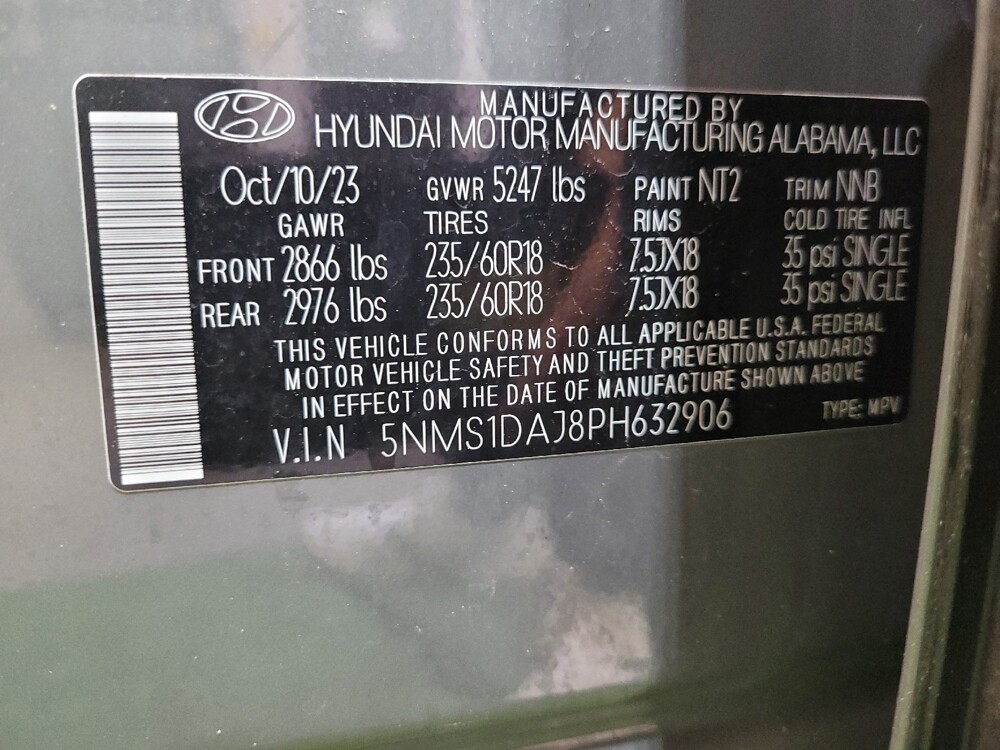 MANUFACTURED BY
HYUNDAI MOTOR MANUFACTURING ALABAMA, LLC
Oct/10/23 GVWR 5247 lbs PAINT NT2 TRIM NNB
GAWR TIRES RIMS COLD TIRE INFL
FRONT 2866 lbs 235/60R18 7.5JX18 35 psi SINGLE
REAR 2976 lbs 235/60R18 7.5JX18 35 psi SINGLE
THIS VEHICLE CONFORMS TO ALL APPLICABLE U.S.A. FEDERAL
MOTOR VEHICLE SAFETY AND THEFT PREVENTION STANDARDS
IN EFFECT ON THE DATE OF MANUFACTURE SHOWN ABOVE
V.I.N 5NMS1DAJ8PH632906 TYPE: MPV